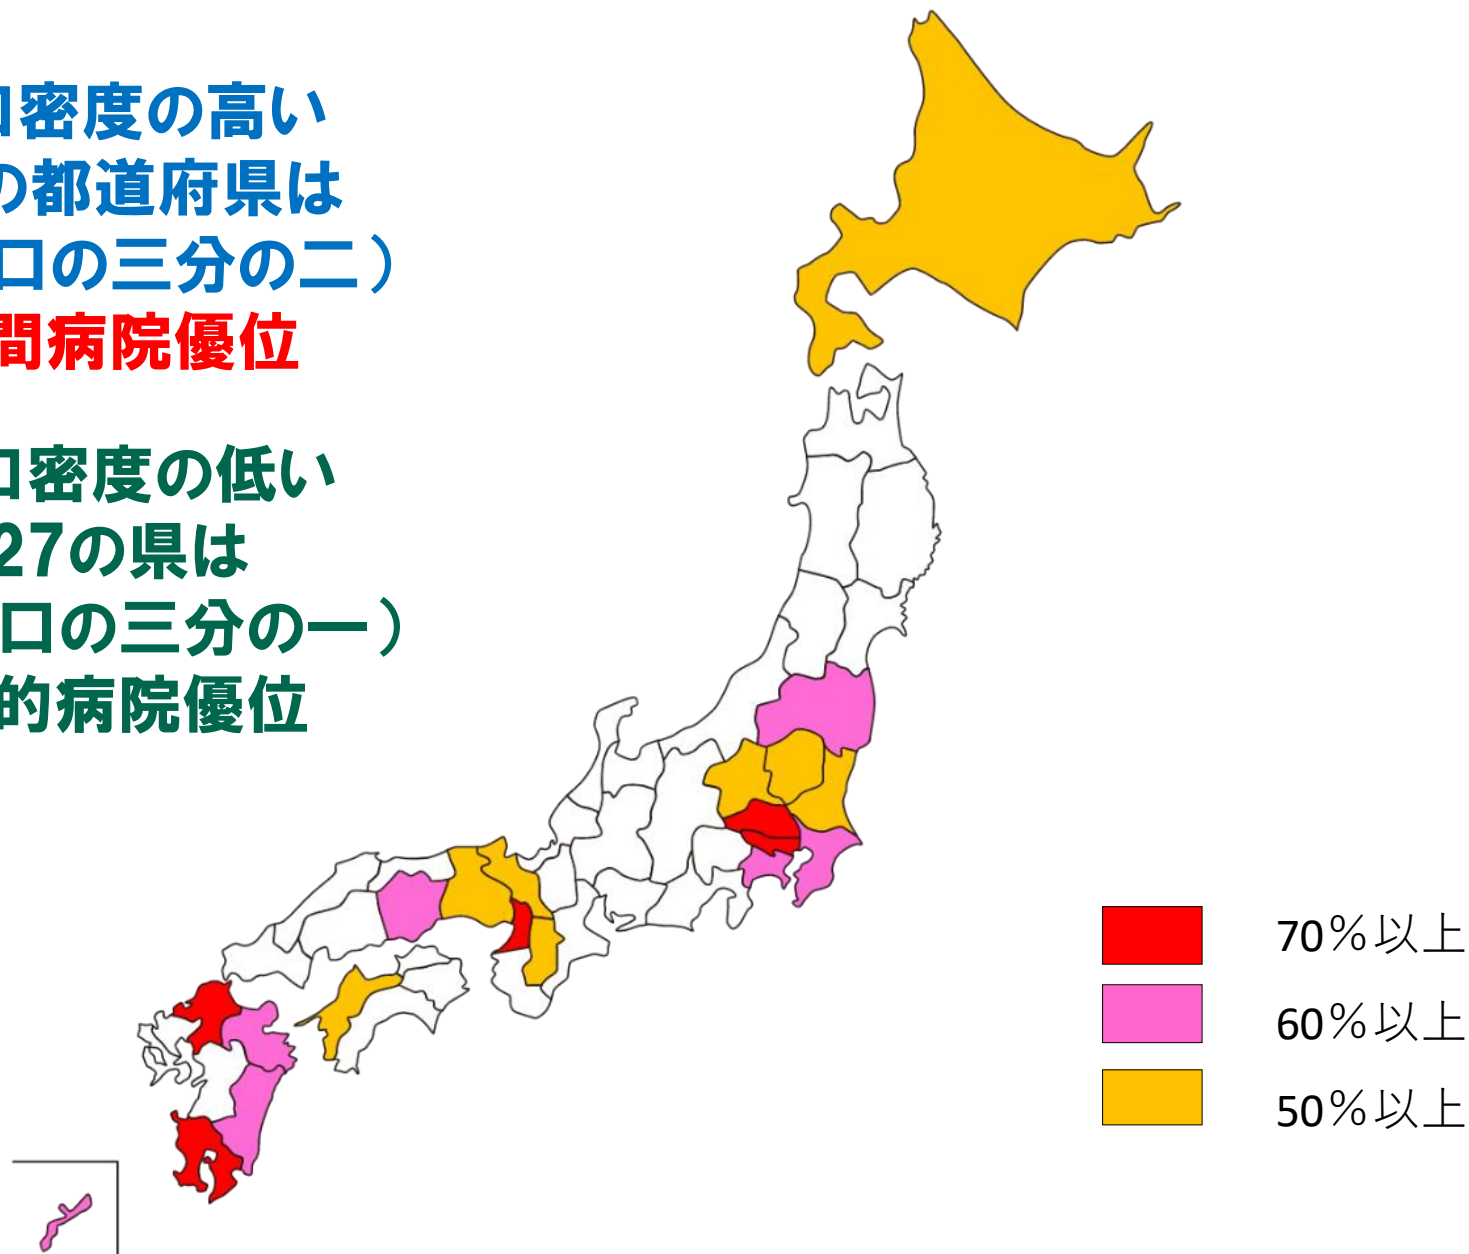 口密度の高い
の都道府県は
口の三分の二）
間病院優位
口密度の低い
27の県は
口の三分の一）
的病院優位
70％以上
60％以上
50％以上